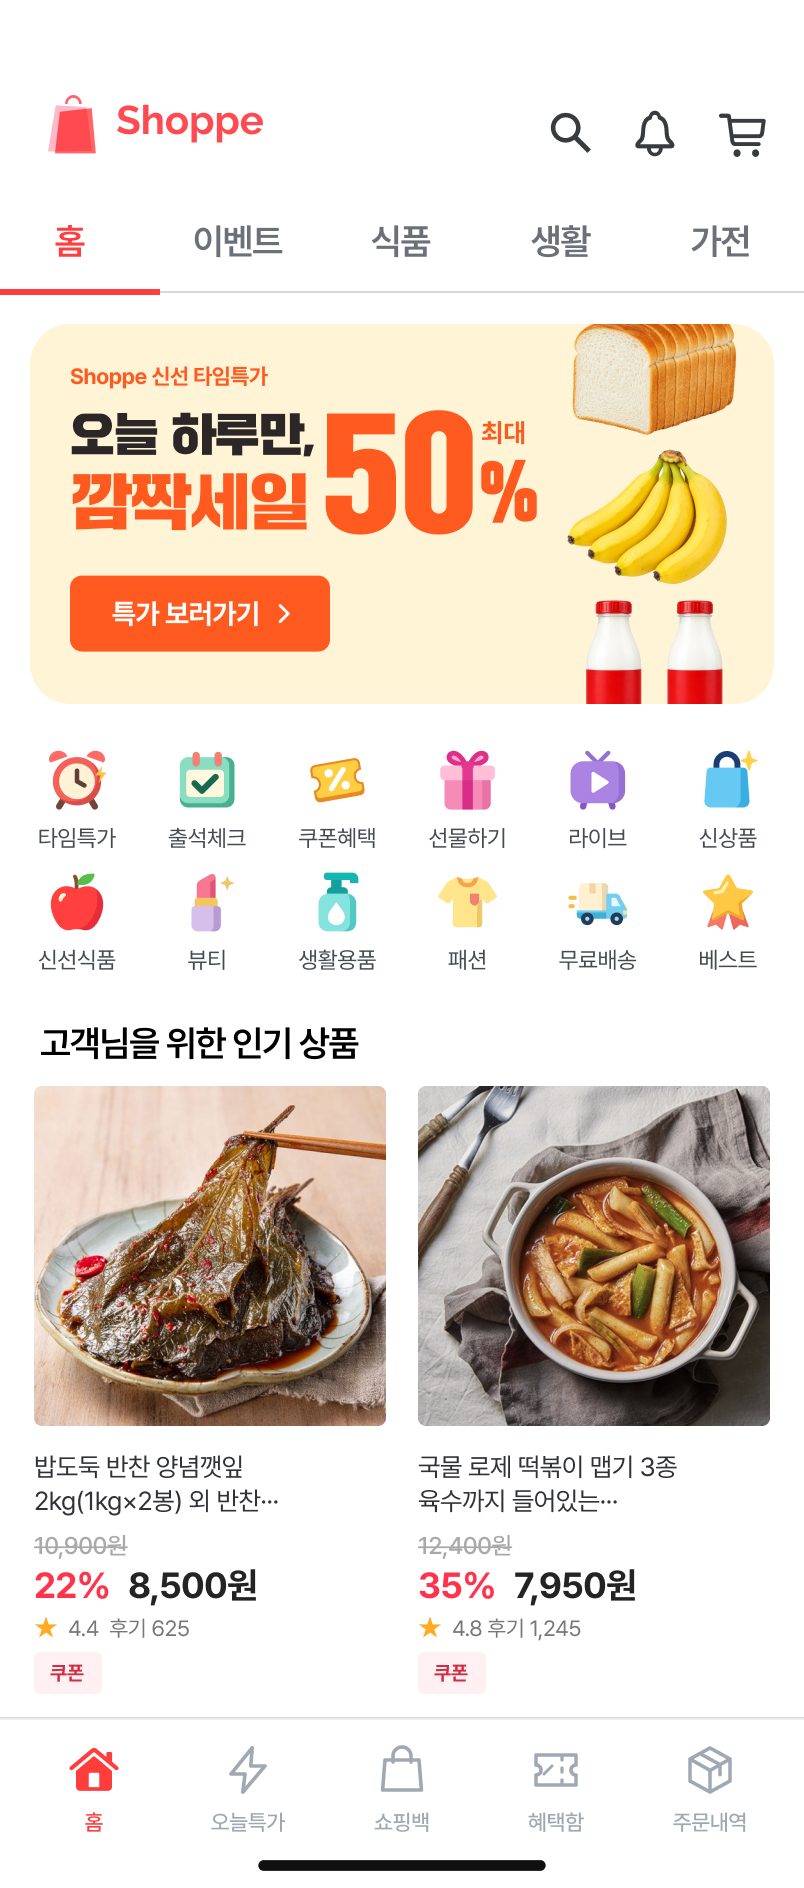 Shoppe
홈 이벤트 식품 생활 가전
Shoppe 신선 타임특가
오늘 하루만,
깜짝세일
50
최대
%
특가 보러가기
타임특가 출석체크 쿠폰혜택 선물하기 라이브 신상품
신선식품 뷰티 생활용품 패션 무료배송 베스트
고객님을 위한 인기 상품
밥도둑 반찬 양념깻잎
2kg(1kg×2봉) 외 반찬···
10,900원
22% 8,500원
4.4 후기 625
쿠폰
국물 로제 떡볶이 맵기 3종
육수까지 들어있는···
12,400원
35% 7,950원
4.8 후기 1,245
쿠폰
홈 오늘특가 쇼핑백 혜택함 주문내역